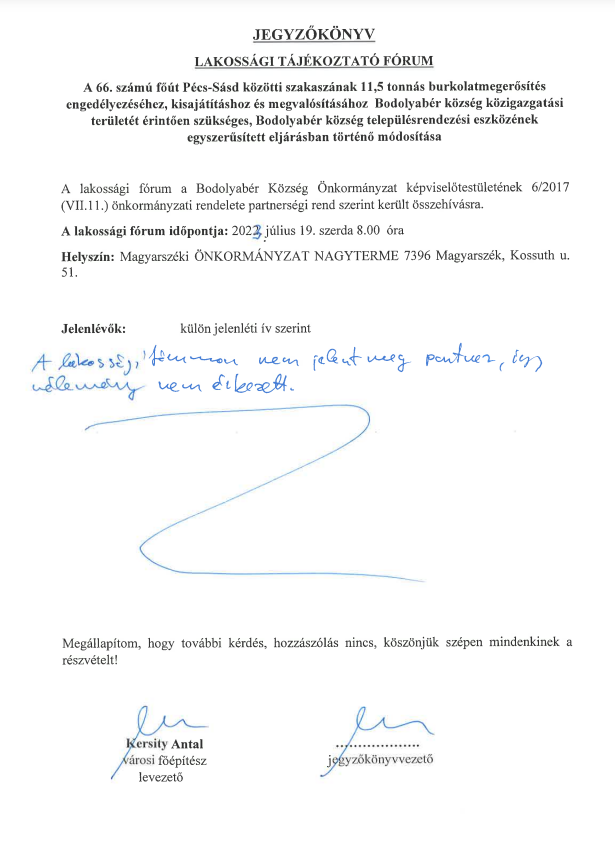 JEGYZŐKÖNYV
LAKOSSÁGI TÁJÉKOZTATÓ FÓRUM
A 66. számú főút Pécs-Sásd közötti szakaszának 11,5 tonnás burkolatmegerősítés
engedélyezéséhez, kisajátításhoz és megvalósításához Bodolyabér község közigazgatási
területét érintően szükséges, Bodolyabér község településrendezési eszközének
egyszerűsített eljárásban történő módosítása
A lakossági fórum a Bodolyabér Község Önkormányzat képviselőtestületének 6/2017
(VII.11.) önkormányzati rendelete partnerségi rend szerint került összehívásra.
A lakossági fórum időpontja: 2023. július 19. szerda 8.00 óra
Helyszín: Magyarszéki ÖNKORMÁNYZAT NAGYTERME 7396 Magyarszék, Kossuth u.
51.
Jelenlévők: külön jelenléti ív szerint
A lakossági fórumon nem jelent meg partner, így
vélemény nem érkezett.
Megállapítom, hogy további kérdés, hozzászólás nincs, köszönjük szépen mindenkinek a
részvételt!
Kersity Antal
városi főépítész
levezető
....................
jegyzőkönyvvezető